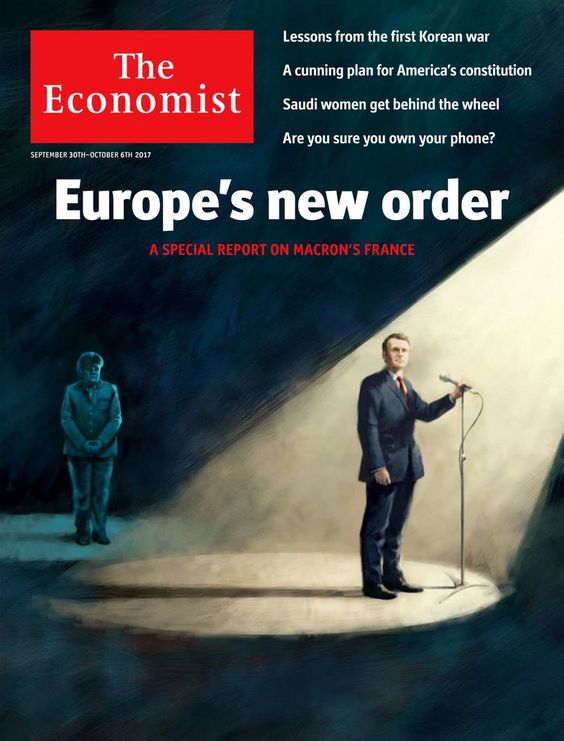 The
Economist
SEPTEMBER 30TH–OCTOBER 6TH 2017
Lessons from the first Korean war
A cunning plan for America's constitution
Saudi women get behind the wheel
Are you sure you own your phone?
Europe's new order
A SPECIAL REPORT ON MACRON'S FRANCE